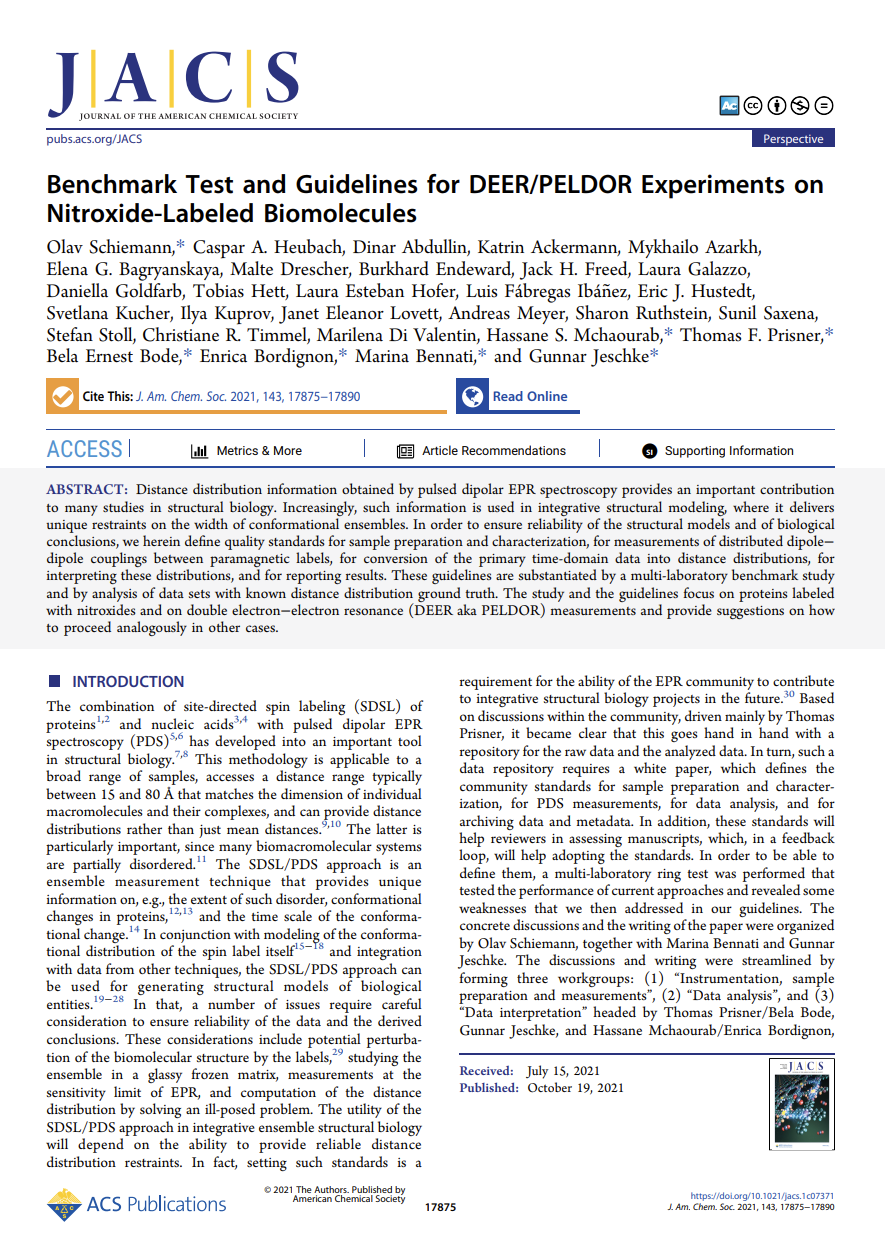 J|A|C|S
JOURNAL OF THE AMERICAN CHEMICAL SOCIETY
pubs.acs.org/JACS
Perspective
Benchmark Test and Guidelines for DEER/PELDOR Experiments on
Nitroxide-Labeled Biomolecules
Olav Schiemann,* Caspar A. Heubach, Dinar Abdullin, Katrin Ackermann, Mykhailo Azarkh,
Elena G. Bagryanskaya, Malte Drescher, Burkhard Endeward, Jack H. Freed, Laura Galazzo,
Daniella Goldfarb, Tobias Hett, Laura Esteban Hofer, Luis Fábregas Ibáñez, Eric J. Hustedt,
Svetlana Kucher, Ilya Kuprov, Janet Eleanor Lovett, Andreas Meyer, Sharon Ruthstein, Sunil Saxena,
Stefan Stoll, Christiane R. Timmel, Marilena Di Valentin, Hassane S. Mchaourab,* Thomas F. Prisner,*
Bela Ernest Bode,* Enrica Bordignon,* Marina Bennati,* and Gunnar Jeschke*
Cite This: J. Am. Chem. Soc. 2021, 143, 17875−17890
Read Online
ACCESS
Metrics & More
Article Recommendations
SI Supporting Information
ABSTRACT: Distance distribution information obtained by pulsed dipolar EPR spectroscopy provides an important contribution
to many studies in structural biology. Increasingly, such information is used in integrative structural modeling, where it delivers
unique restraints on the width of conformational ensembles. In order to ensure reliability of the structural models and of biological
conclusions, we herein define quality standards for sample preparation and characterization, for measurements of distributed dipole−
dipole couplings between paramagnetic labels, for conversion of the primary time-domain data into distance distributions, for
interpreting these distributions, and for reporting results. These guidelines are substantiated by a multi-laboratory benchmark study
and by analysis of data sets with known distance distribution ground truth. The study and the guidelines focus on proteins labeled
with nitroxides and on double electron−electron resonance (DEER aka PELDOR) measurements and provide suggestions on how
to proceed analogously in other cases.
■ INTRODUCTION
The combination of site-directed spin labeling (SDSL) of
proteins1,2 and nucleic acids3,4 with pulsed dipolar EPR
spectroscopy (PDS)5,6 has developed into an important tool
in structural biology.7,8 This methodology is applicable to a
broad range of samples, accesses a distance range typically
between 15 and 80 Å that matches the dimension of individual
macromolecules and their complexes, and can provide distance
distributions rather than just mean distances.9,10 The latter is
particularly important, since many biomacromolecular systems
are partially disordered.11 The SDSL/PDS approach is an
ensemble measurement technique that provides unique
information on, e.g., the extent of such disorder, conformational
changes in proteins,12,13 and the time scale of the conforma-
tional change.14 In conjunction with modeling of the conforma-
tional distribution of the spin label itself15−18 and integration
with data from other techniques, the SDSL/PDS approach can
be used for generating structural models of biological
entities.19−28 In that, a number of issues require careful
consideration to ensure reliability of the data and the derived
conclusions. These considerations include potential perturba-
tion of the biomolecular structure by the labels,29 studying the
ensemble in a glassy frozen matrix, measurements at the
sensitivity limit of EPR, and computation of the distance
distribution by solving an ill-posed problem. The utility of the
SDSL/PDS approach in integrative ensemble structural biology
will depend on the ability to provide reliable distance
distribution restraints. In fact, setting such standards is a
requirement for the ability of the EPR community to contribute
to integrative structural biology projects in the future.30 Based
on discussions within the community, driven mainly by Thomas
Prisner, it became clear that this goes hand in hand with a
repository for the raw data and the analyzed data. In turn, such a
data repository requires a white paper, which defines the
community standards for sample preparation and character-
ization, for PDS measurements, for data analysis, and for
archiving data and metadata. In addition, these standards will
help reviewers in assessing manuscripts, which, in a feedback
loop, will help adopting the standards. In order to be able to
define them, a multi-laboratory ring test was performed that
tested the performance of current approaches and revealed some
weaknesses that we then addressed in our guidelines. The
concrete discussions and the writing of the paper were organized
by Olav Schiemann, together with Marina Bennati and Gunnar
Jeschke. The discussions and writing were streamlined by
forming three workgroups: (1) “Instrumentation, sample
preparation and measurements”, (2) “Data analysis”, and (3)
“Data interpretation” headed by Thomas Prisner/Bela Bode,
Gunnar Jeschke, and Hassane Mchaourab/Enrica Bordignon,
Received: July 15, 2021
Published: October 19, 2021
JACS
ACS Publications
© 2021 The Authors. Published by
American Chemical Society
17875
https://doi.org/10.1021/jacs.1c07371
J. Am. Chem. Soc. 2021, 143, 17875−17890